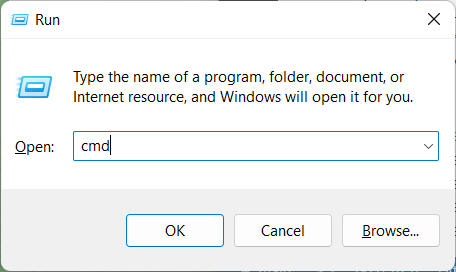 Run
Type the name of a program, folder, document, or
Internet resource, and Windows will open it for you.
Open: cmd
OK Cancel Browse...